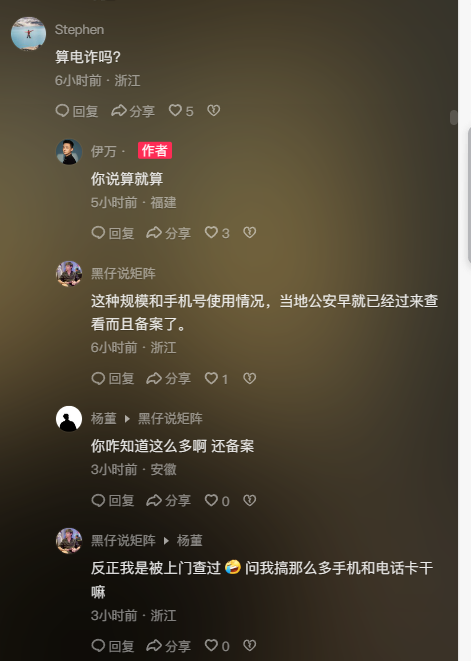 Stephen
算电诈吗?
6小时前 · 浙江
回复 分享 5
伊万 · 作者
你说算就算
5小时前 · 福建
回复 分享 3
黑仔说矩阵
这种规模和手机号使用情况，当地公安早就已经过来查
看而且备案了。
6小时前 · 浙江
回复 分享 1
杨董 黑仔说矩阵
你咋知道这么多啊 还备案
3小时前 · 安徽
回复 分享 0
黑仔说矩阵 杨董
反正我是被上门查过 🤣 问我搞那么多手机和电话卡干
嘛
3小时前 · 浙江
回复 分享 0